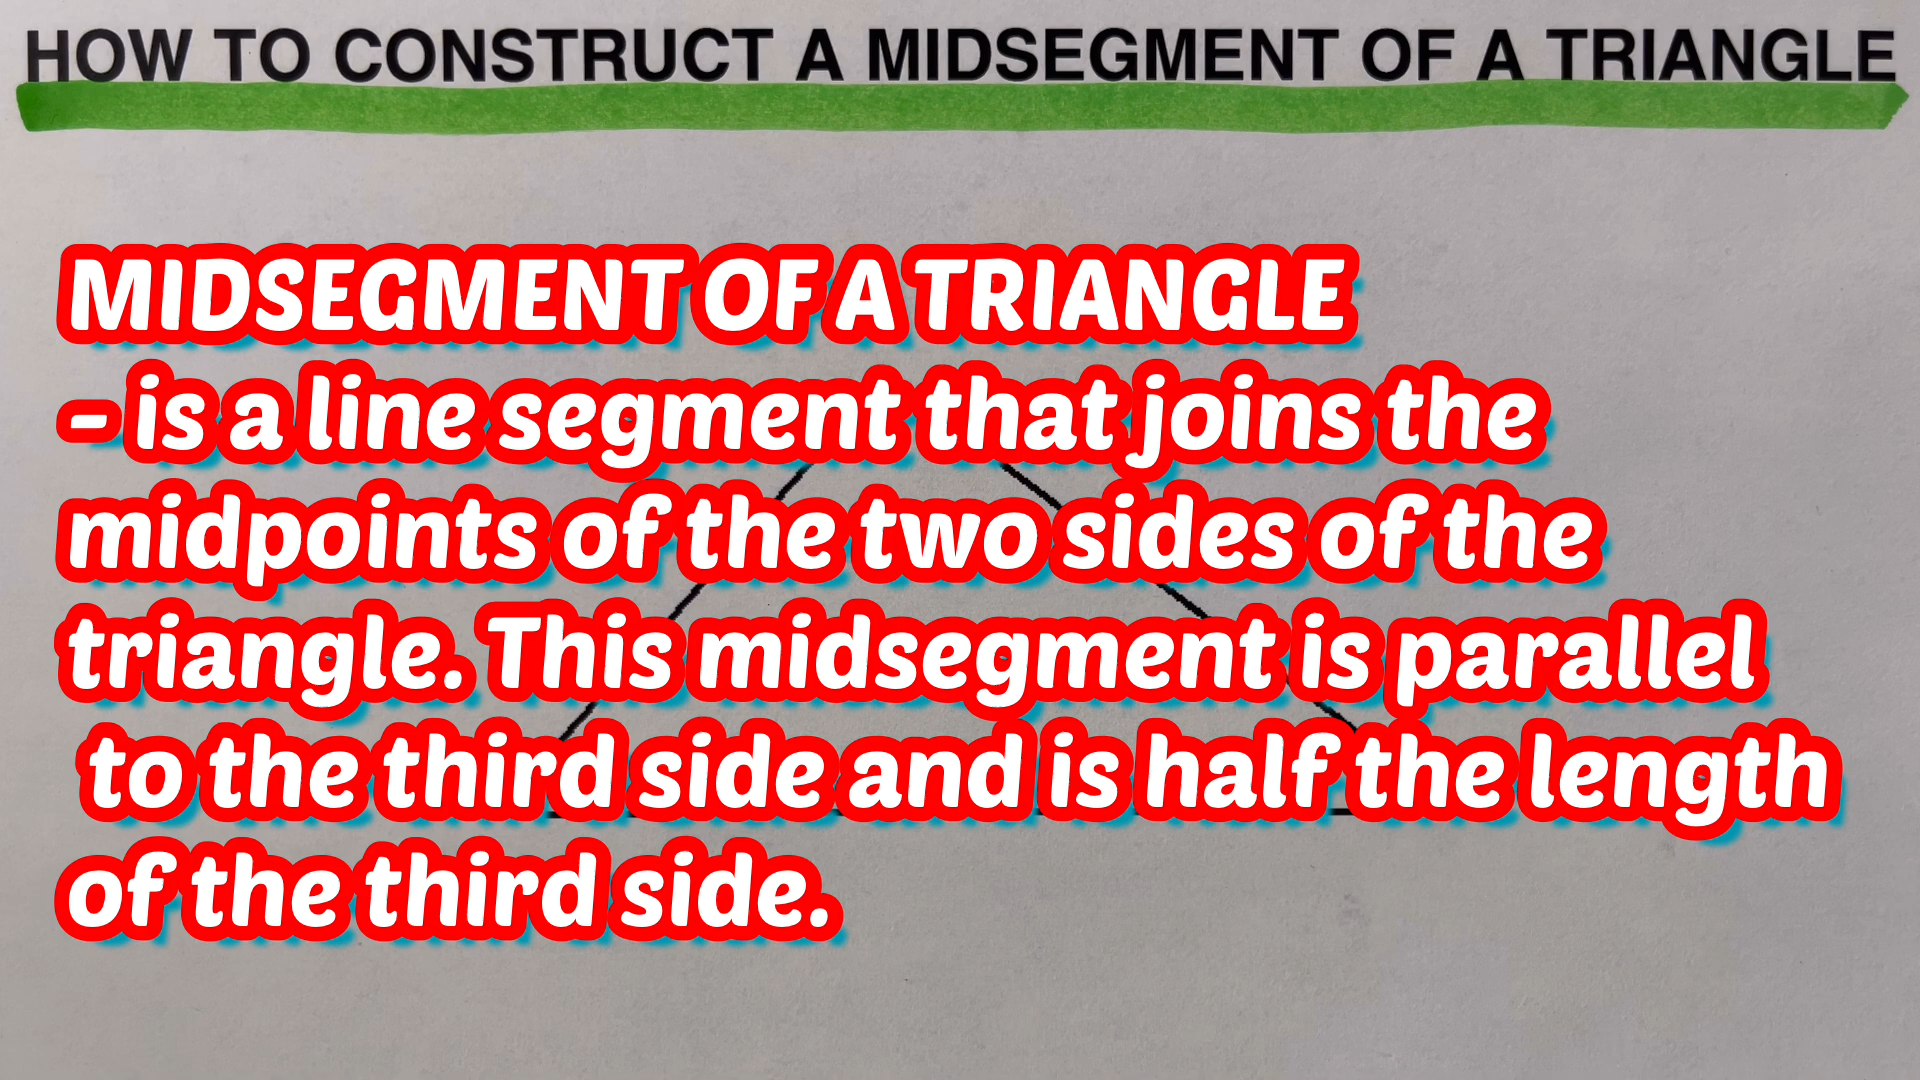 HOW TO CONSTRUCT A MIDSEGMENT OF A TRIANGLE
MIDSEGMENT OF A TRIANGLE
- is a line segment that joins the
midpoints of the two sides of the
triangle. This midsegment is parallel
to the third side and is half the length
of the third side.